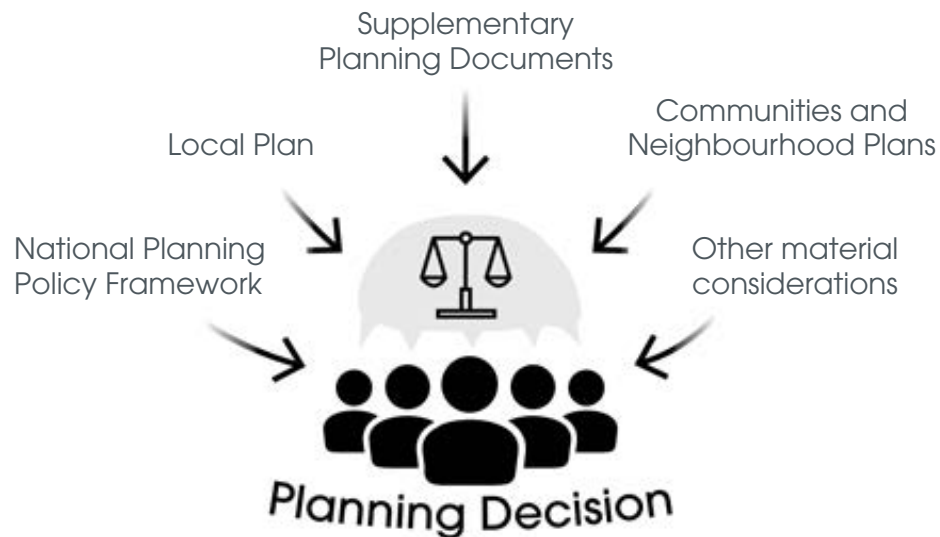 Supplementary
Planning Documents
Communities and
Neighbourhood Plans
Local Plan
National Planning
Policy Framework
Other material
considerations
Planning Decision